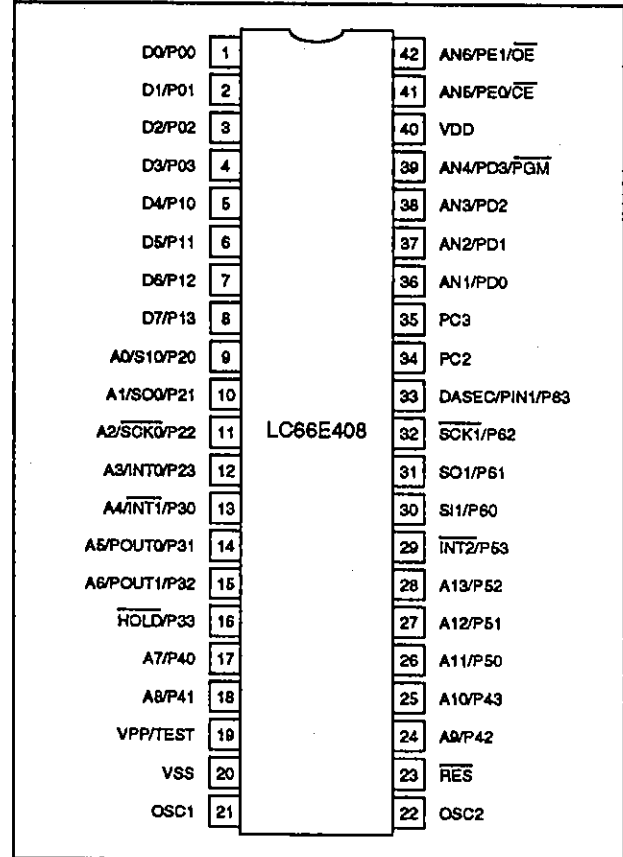 D0/P00 1 42 AN6/PE1/OE
D1/P01 2 41 AN5/PE0/CE
D2/P02 3 40 VDD
D3/P03 4 39 AN4/PD3/PGM
D4/P10 5 38 AN3/PD2
D5/P11 6 37 AN2/PD1
D6/P12 7 36 AN1/PD0
D7/P13 8 35 PC3
A0/S10/P20 9 34 PC2
A1/SO0/P21 10 33 DASEC/PIN1/P63
A2/SCK0/P22 11 LC66E408 32 SCK1/P62
A3/INT0/P23 12 31 SO1/P61
A4/INT1/P30 13 30 SI1/P60
A5/POUT0/P31 14 29 INT2/P53
A6/POUT1/P32 15 28 A13/P52
HOLD/P33 16 27 A12/P51
A7/P40 17 26 A11/P50
A8/P41 18 25 A10/P43
VPP/TEST 19 24 A9/P42
VSS 20 23 RES
OSC1 21 22 OSC2